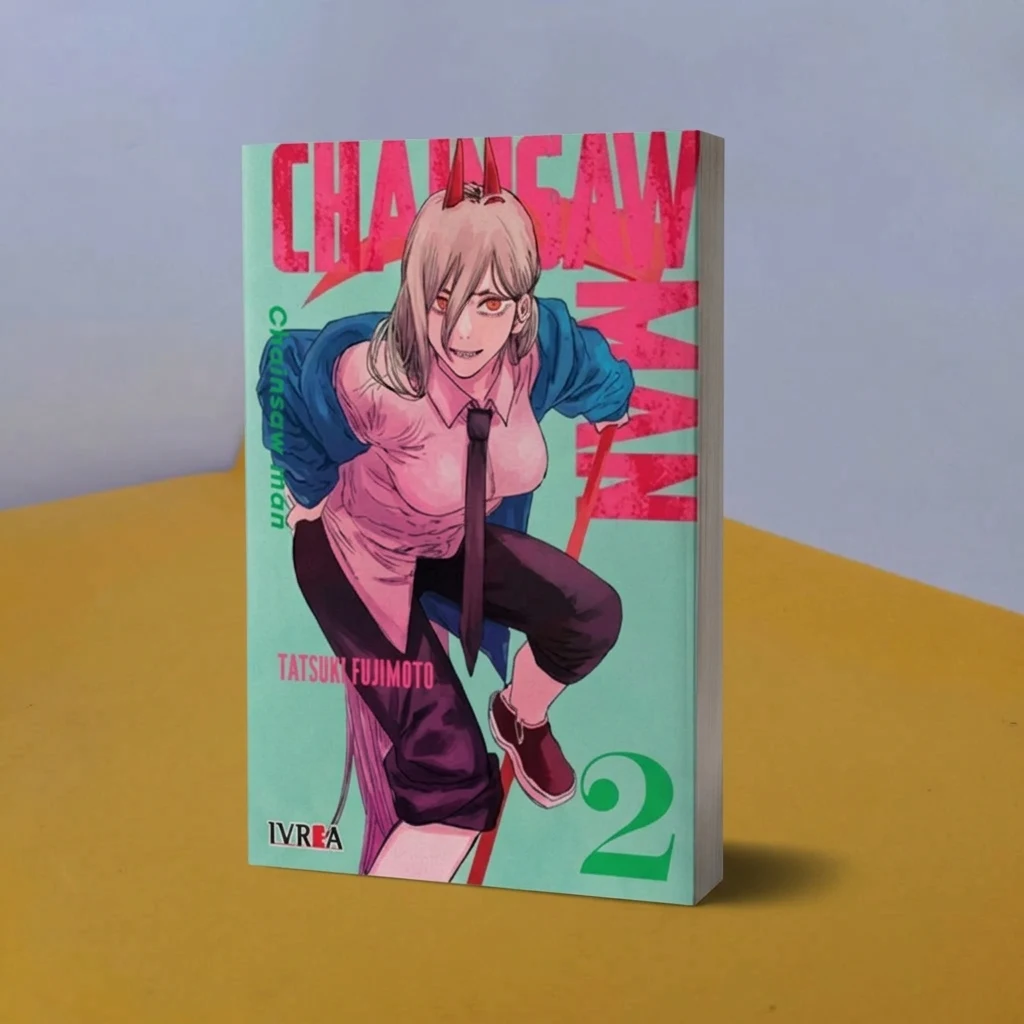 CHAINSAW
MAN
chainsaw man
TATSUKI FUJIMOTO
2
IVREA